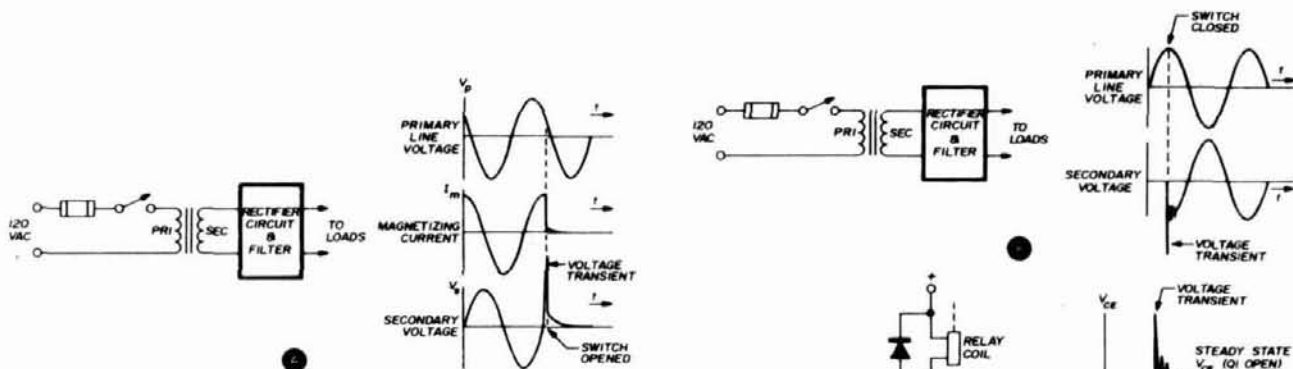 120
VAC
PRI
SEC
RECTIFIER
CIRCUIT
&
FILTER
TO
LOADS
Vp
PRIMARY
LINE
VOLTAGE
t
Im
MAGNETIZING
CURRENT
t
VOLTAGE
TRANSIENT
Vs
SECONDARY
VOLTAGE
t
SWITCH
OPENED
120
VAC
PRI
SEC
RECTIFIER
CIRCUIT
&
FILTER
TO
LOADS
SWITCH
CLOSED
PRIMARY
LINE
VOLTAGE
t
SECONDARY
VOLTAGE
t
VOLTAGE
TRANSIENT
+
RELAY
COIL
VCE
VOLTAGE
TRANSIENT
STEADY STATE
VCE (Q1 OPEN)